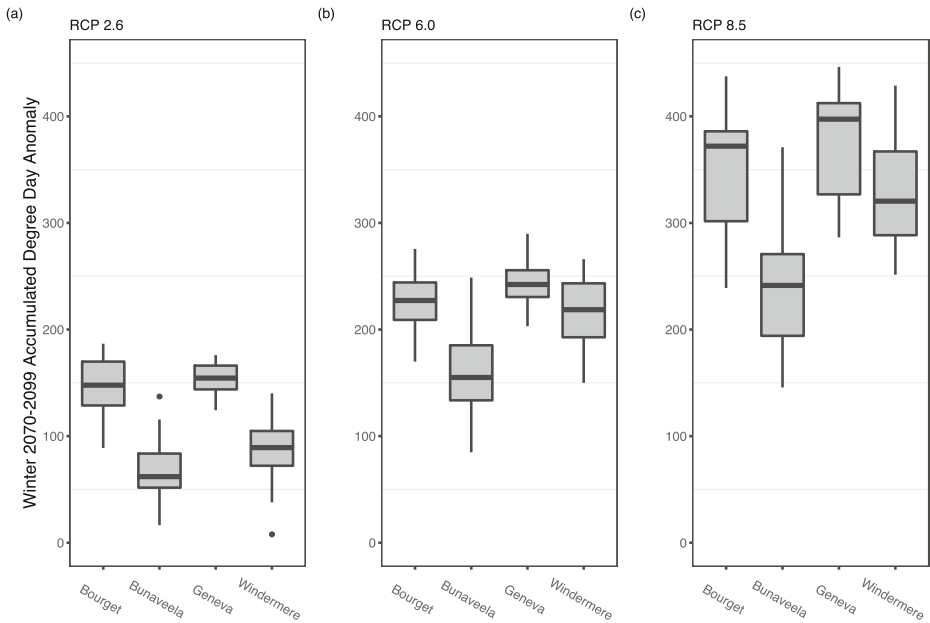 (a)
RCP 2.6
(b)
RCP 6.0
(c)
RCP 8.5
Winter 2070-2099 Accumulated Degree Day Anomaly
400
300
200
100
0
400
300
200
100
0
400
300
200
100
0
Bourget
Bunaveela
Geneva
Windermere
Bourget
Bunaveela
Geneva
Windermere
Bourget
Bunaveela
Geneva
Windermere